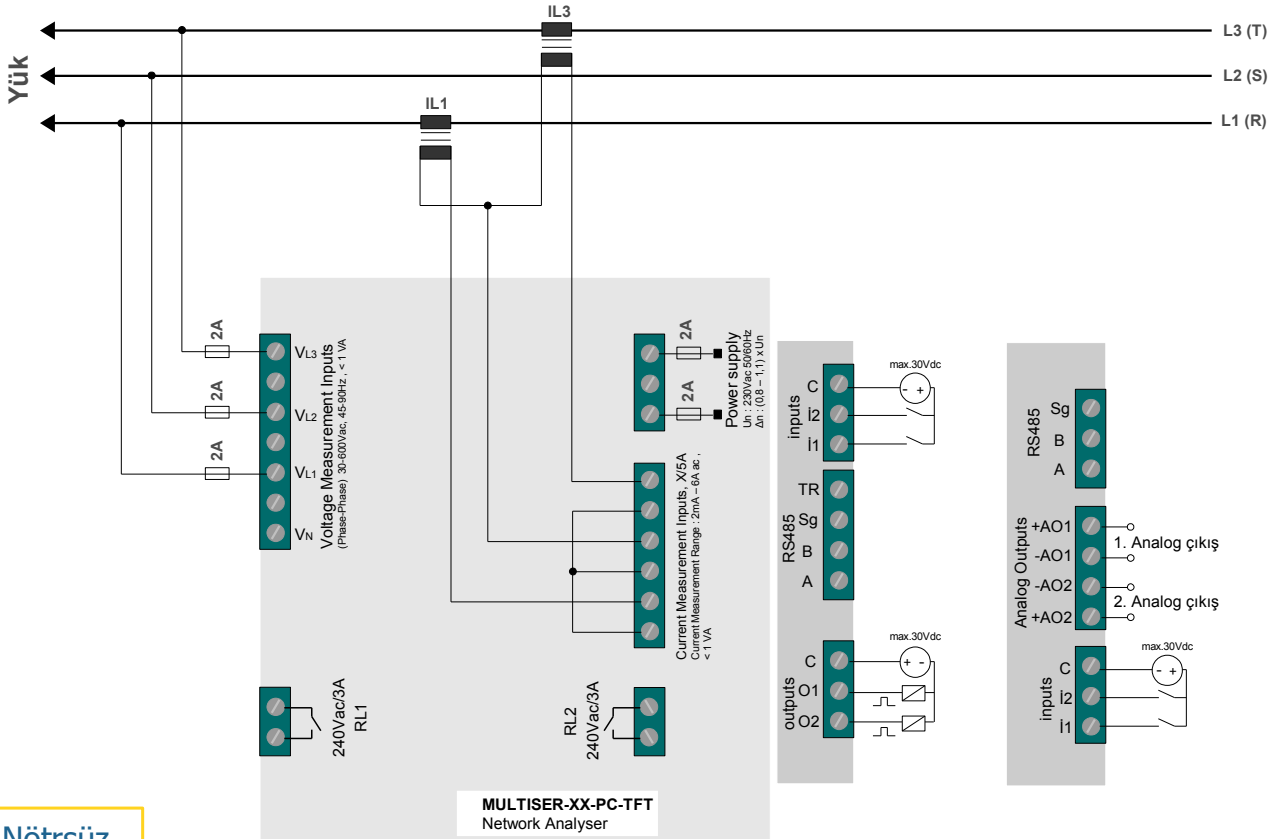 IL3
L3 (T)
Yük
L2 (S)
IL1
L1 (R)
2A
VL3
2A
VL2
2A
VL1
VN
Voltage Measurement Inputs
(Phase-Phase) 30-600Vac, 45-90Hz , < 1 VA
2A
2A
Power supply
Un : 230Vac 50/60Hz
Δn : (0,8 – 1,1) x Un
Current Measurement Inputs, X/5A
Current Measurement Range : 2mA – 6A ac ,
< 1 VA
240Vac/3A
RL1
RL2
240Vac/3A
MULTISER-XX-PC-TFT
Network Analyser
inputs
C
İ2
İ1
max.30Vdc
- +
RS485
TR
Sg
B
A
outputs
C
O1
O2
max.30Vdc
+ -
RS485
Sg
B
A
Analog Outputs
+AO1
-AO1
-AO2
+AO2
1. Analog çıkış
2. Analog çıkış
inputs
C
İ2
İ1
max.30Vdc
- +
Nötrsüz